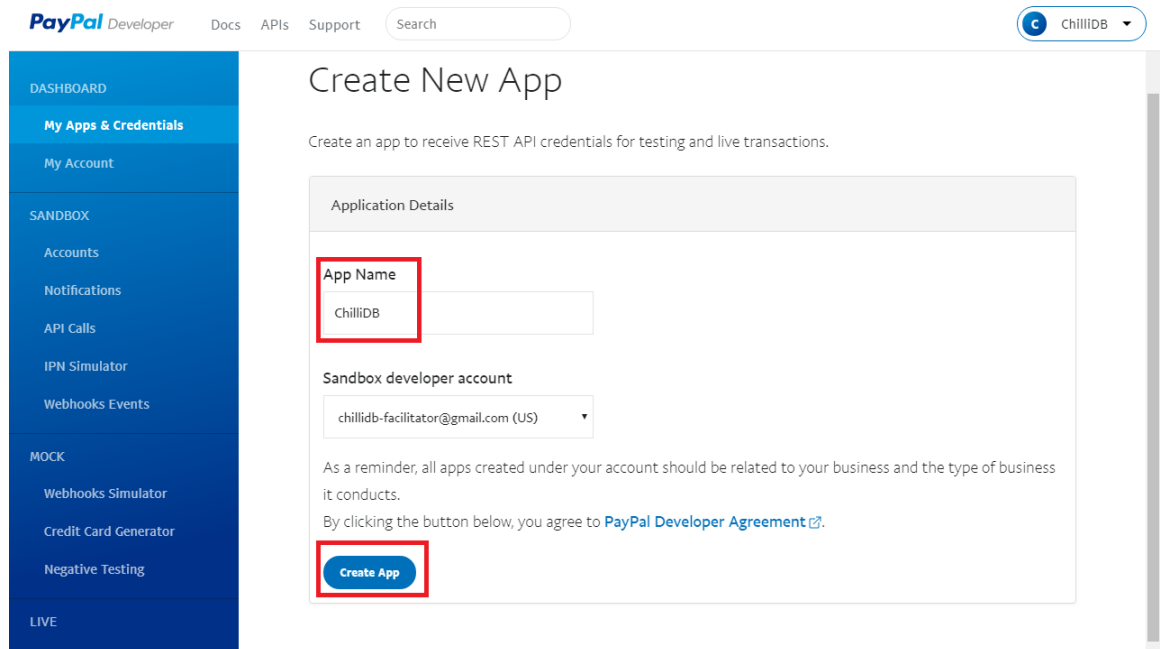 PayPal Developer Docs APIs Support Search C ChilliDB
DASHBOARD
My Apps & Credentials
My Account
SANDBOX
Accounts
Notifications
API Calls
IPN Simulator
Webhooks Events
MOCK
Webhooks Simulator
Credit Card Generator
Negative Testing
LIVE
Create New App
Create an app to receive REST API credentials for testing and live transactions.
Application Details
App Name
ChilliDB
Sandbox developer account
chillidb-facilitator@gmail.com (US)
As a reminder, all apps created under your account should be related to your business and the type of business
it conducts.
By clicking the button below, you agree to PayPal Developer Agreement.
Create App